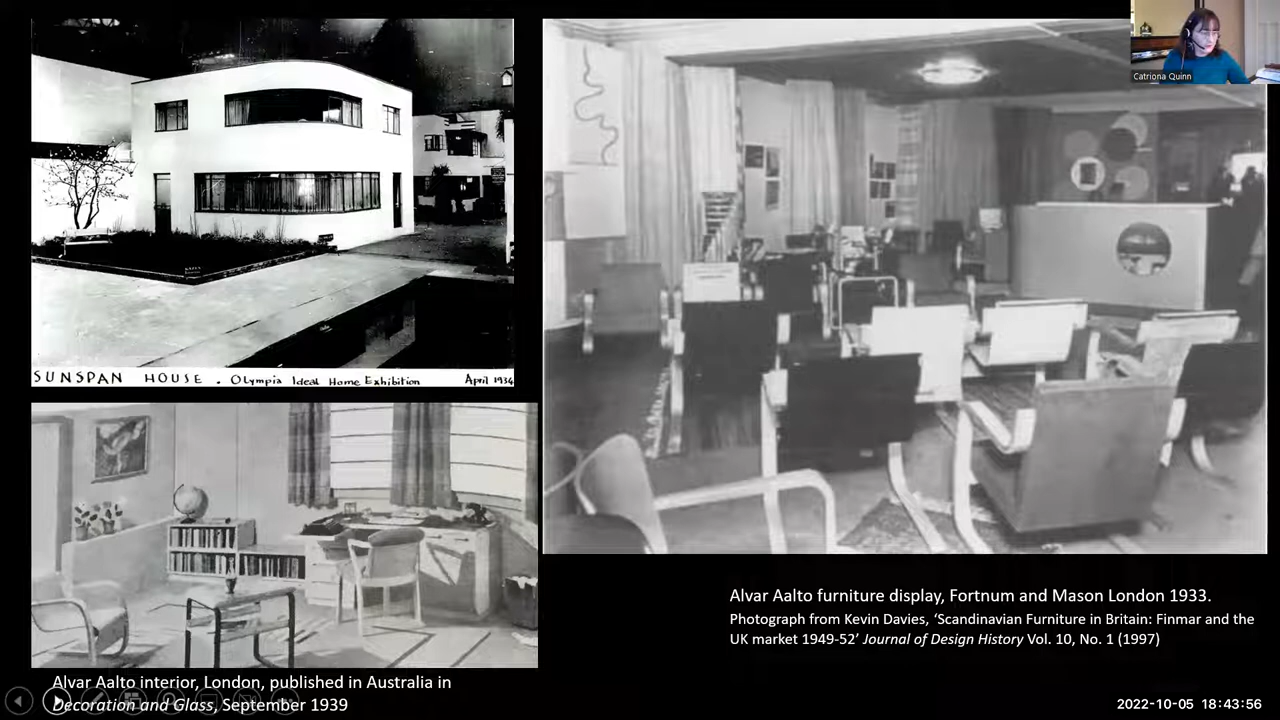 Catriona Quinn
SUNSPAN HOUSE . Olympia Ideal Home Exhibition April 1934
Alvar Aalto furniture display, Fortnum and Mason London 1933.
Photograph from Kevin Davies, ‘Scandinavian Furniture in Britain: Finmar and the
UK market 1949-52’ Journal of Design History Vol. 10, No. 1 (1997)
Alvar Aalto interior, London, published in Australia in
Decoration and Glass, September 1939
2022-10-05 18:43:56